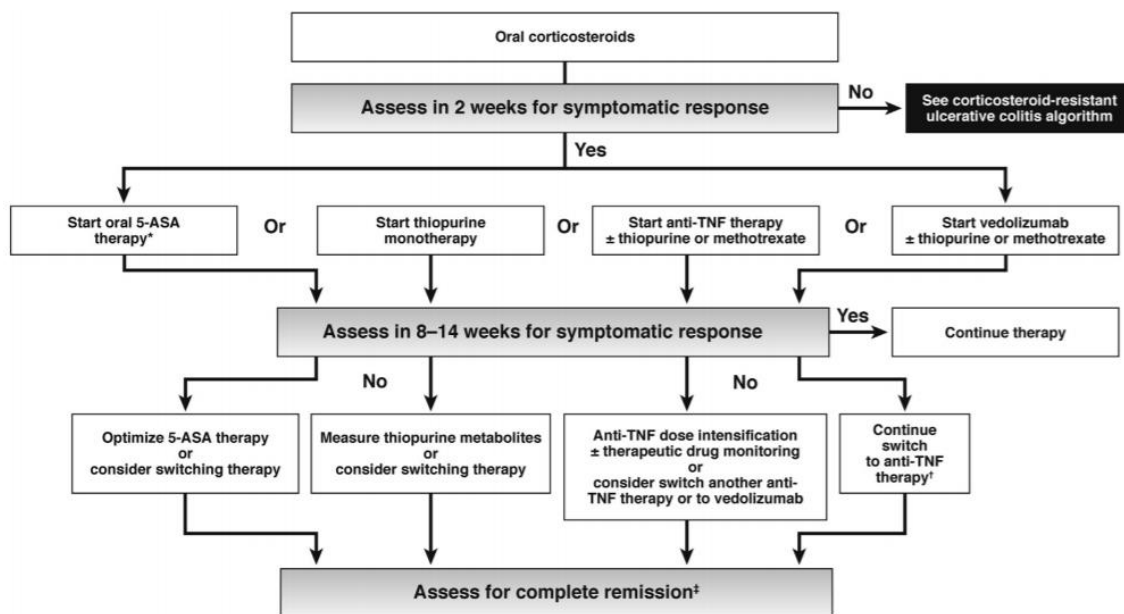 Oral corticosteroids
Assess in 2 weeks for symptomatic response
No
See corticosteroid-resistant
ulcerative colitis algorithm
Yes
Start oral 5-ASA
therapy*
Or
Start thiopurine
monotherapy
Or
Start anti-TNF therapy
± thiopurine or methotrexate
Or
Start vedolizumab
± thiopurine or methotrexate
Assess in 8–14 weeks for symptomatic response
Yes
Continue therapy
No
No
Optimize 5-ASA therapy
or
consider switching therapy
Measure thiopurine metabolites
or
consider switching therapy
Anti-TNF dose intensification
± therapeutic drug monitoring
or
consider switch another anti-
TNF therapy or to vedolizumab
Continue
switch
to anti-TNF
therapy†
Assess for complete remission‡